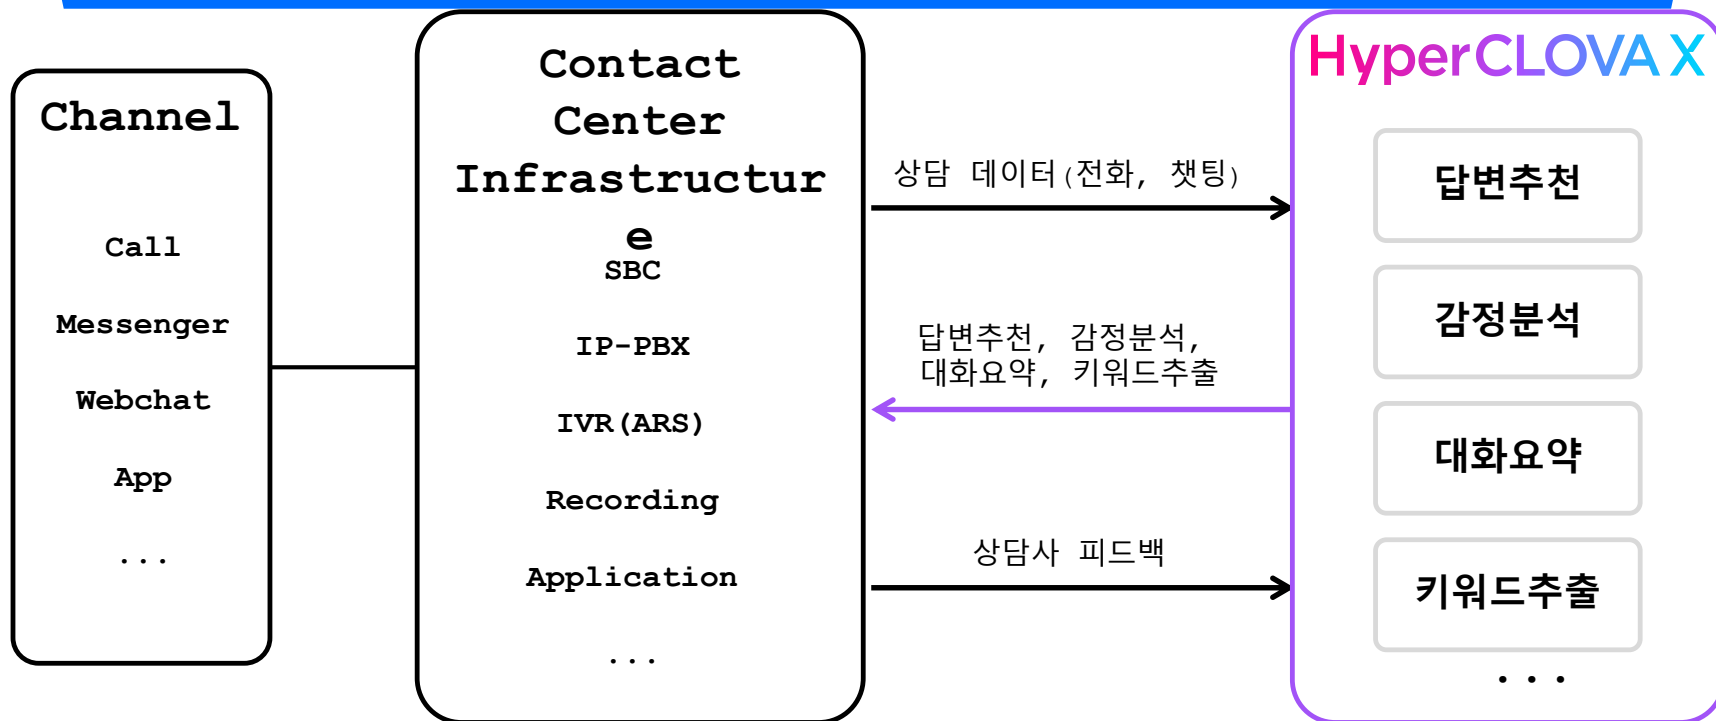 Channel
Call
Messenger
Webchat
App
...
Contact
Center
Infrastructur
e
SBC
IP-PBX
IVR(ARS)
Recording
Application
...
상담 데이터(전화, 챗팅)
답변추천, 감정분석,
대화요약, 키워드추출
상담사 피드백
HyperCLOVA X
답변추천
감정분석
대화요약
키워드추출
...